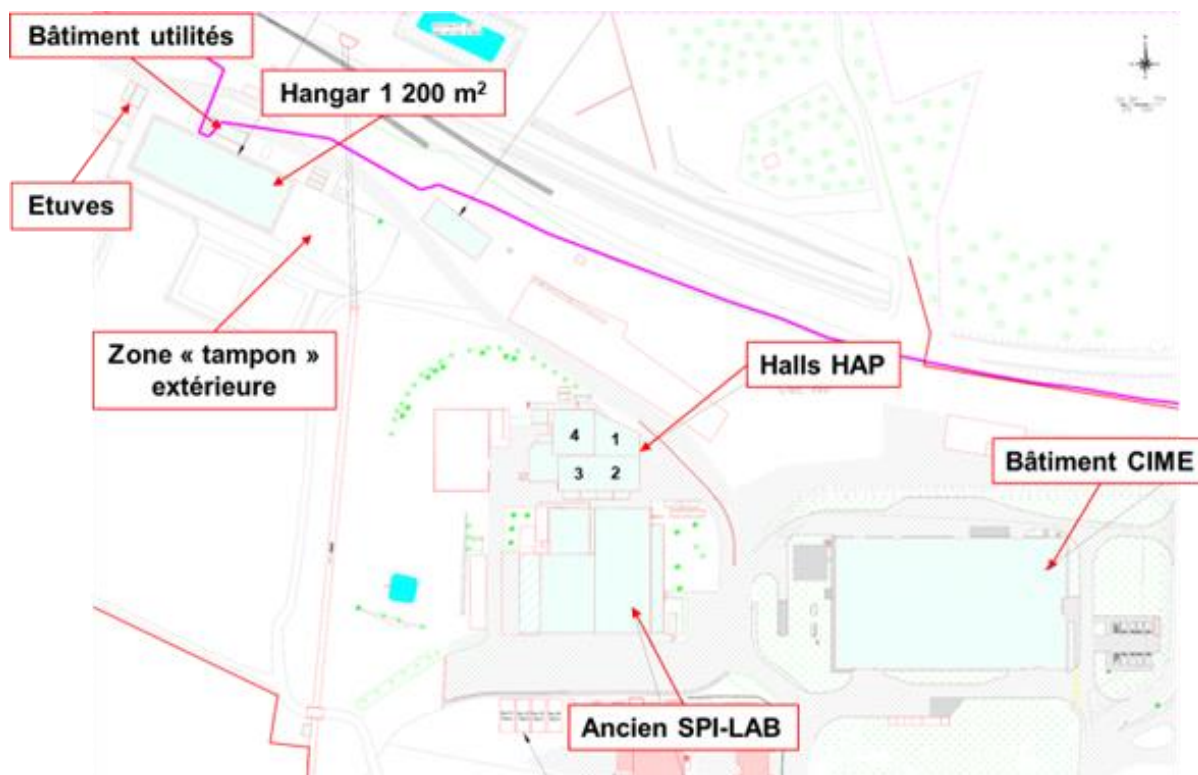 Bâtiment utilités
Hangar 1 200 m²
Etuves
Zone « tampon »
extérieure
Halls HAP
4
1
3
2
Bâtiment CIME
Ancien SPI-LAB